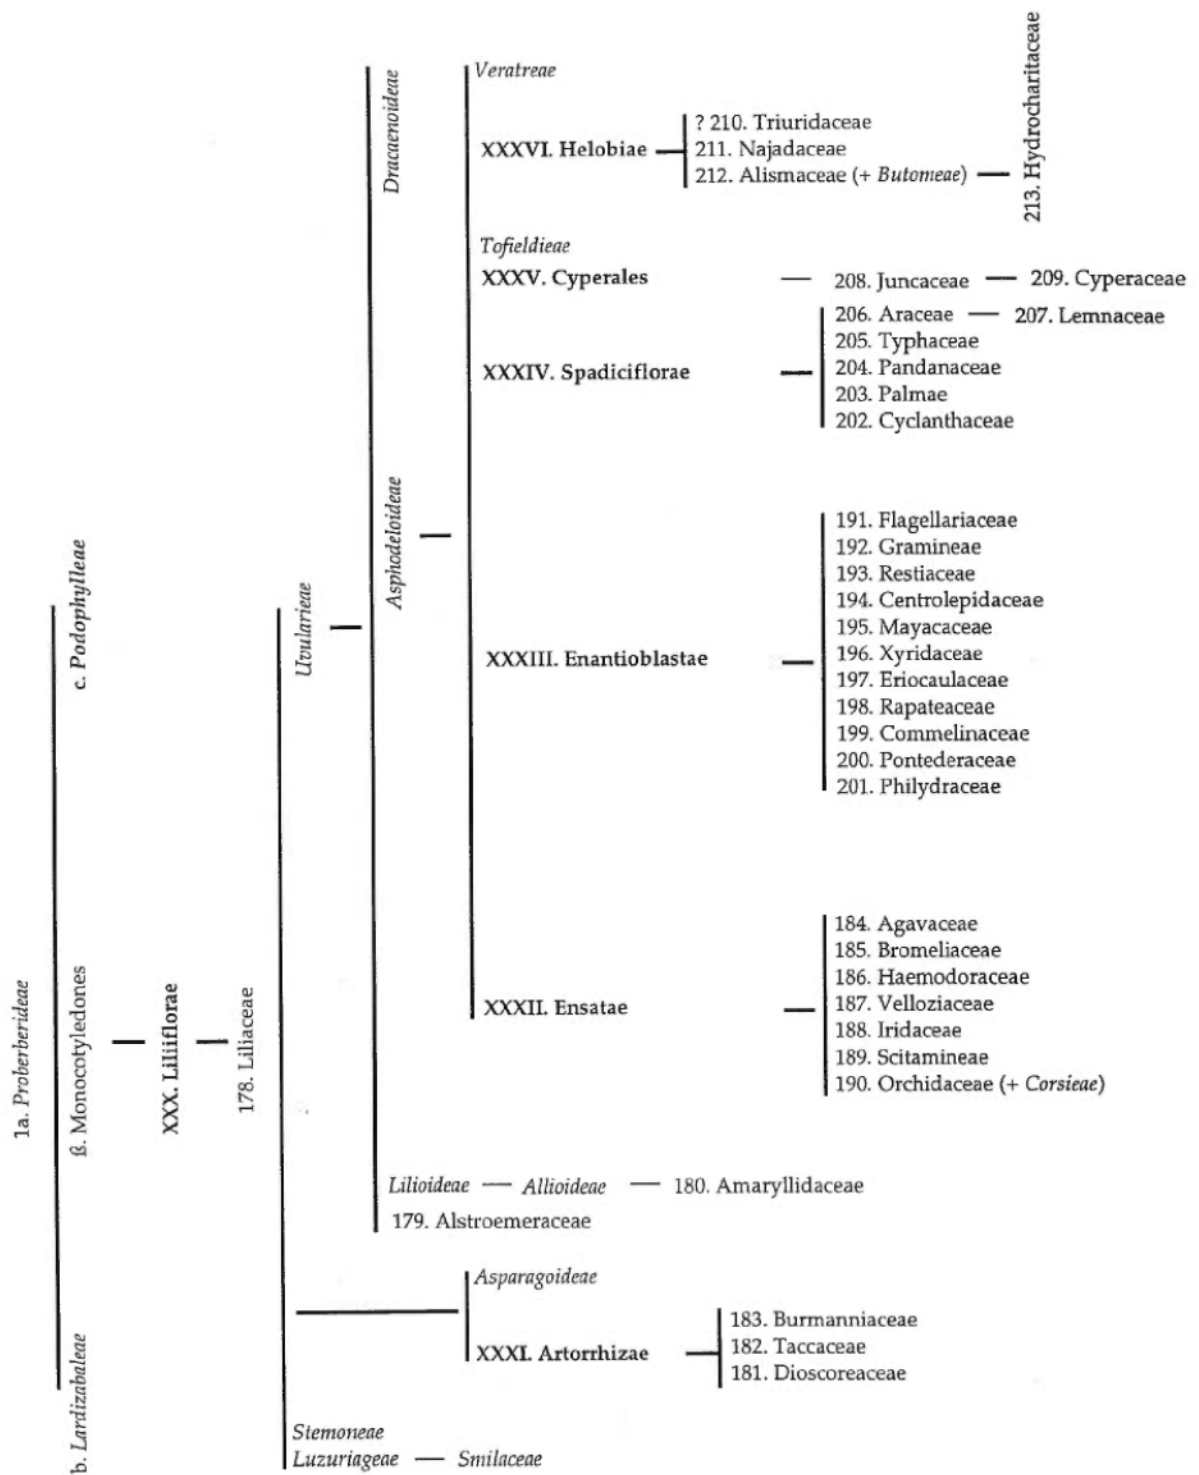 1a. Proberberideae
c. Podophylleae
ß. Monocotyledones
b. Lardizabaleae
XXX. Liliiflorae
178. Liliaceae
Uvularieae
Dracaenoideae
Asphodeloideae
Veratreae
XXXVI. Helobiae
? 210. Triuridaceae
211. Najadaceae
212. Alismaceae (+ Butomeae)
213. Hydrocharitaceae
Tofieldieae
XXXV. Cyperales
208. Juncaceae — 209. Cyperaceae
XXXIV. Spadiciflorae
206. Araceae — 207. Lemnaceae
205. Typhaceae
204. Pandanaceae
203. Palmae
202. Cyclanthaceae
XXXIII. Enantioblastae
191. Flagellariaceae
192. Gramineae
193. Restiaceae
194. Centrolepidaceae
195. Mayacaceae
196. Xyridaceae
197. Eriocaulaceae
198. Rapateaceae
199. Commelinaceae
200. Pontederaceae
201. Philydraceae
XXXII. Ensatae
184. Agavaceae
185. Bromeliaceae
186. Haemodoraceae
187. Velloziaceae
188. Iridaceae
189. Scitamineae
190. Orchidaceae (+ Corsieae)
Lilioideae — Allioideae — 180. Amaryllidaceae
179. Alstroemeraceae
Asparagoideae
XXXI. Artorrhizae
183. Burmanniaceae
182. Taccaceae
181. Dioscoreaceae
Stemoneae
Luzuriageae — Smilaceae